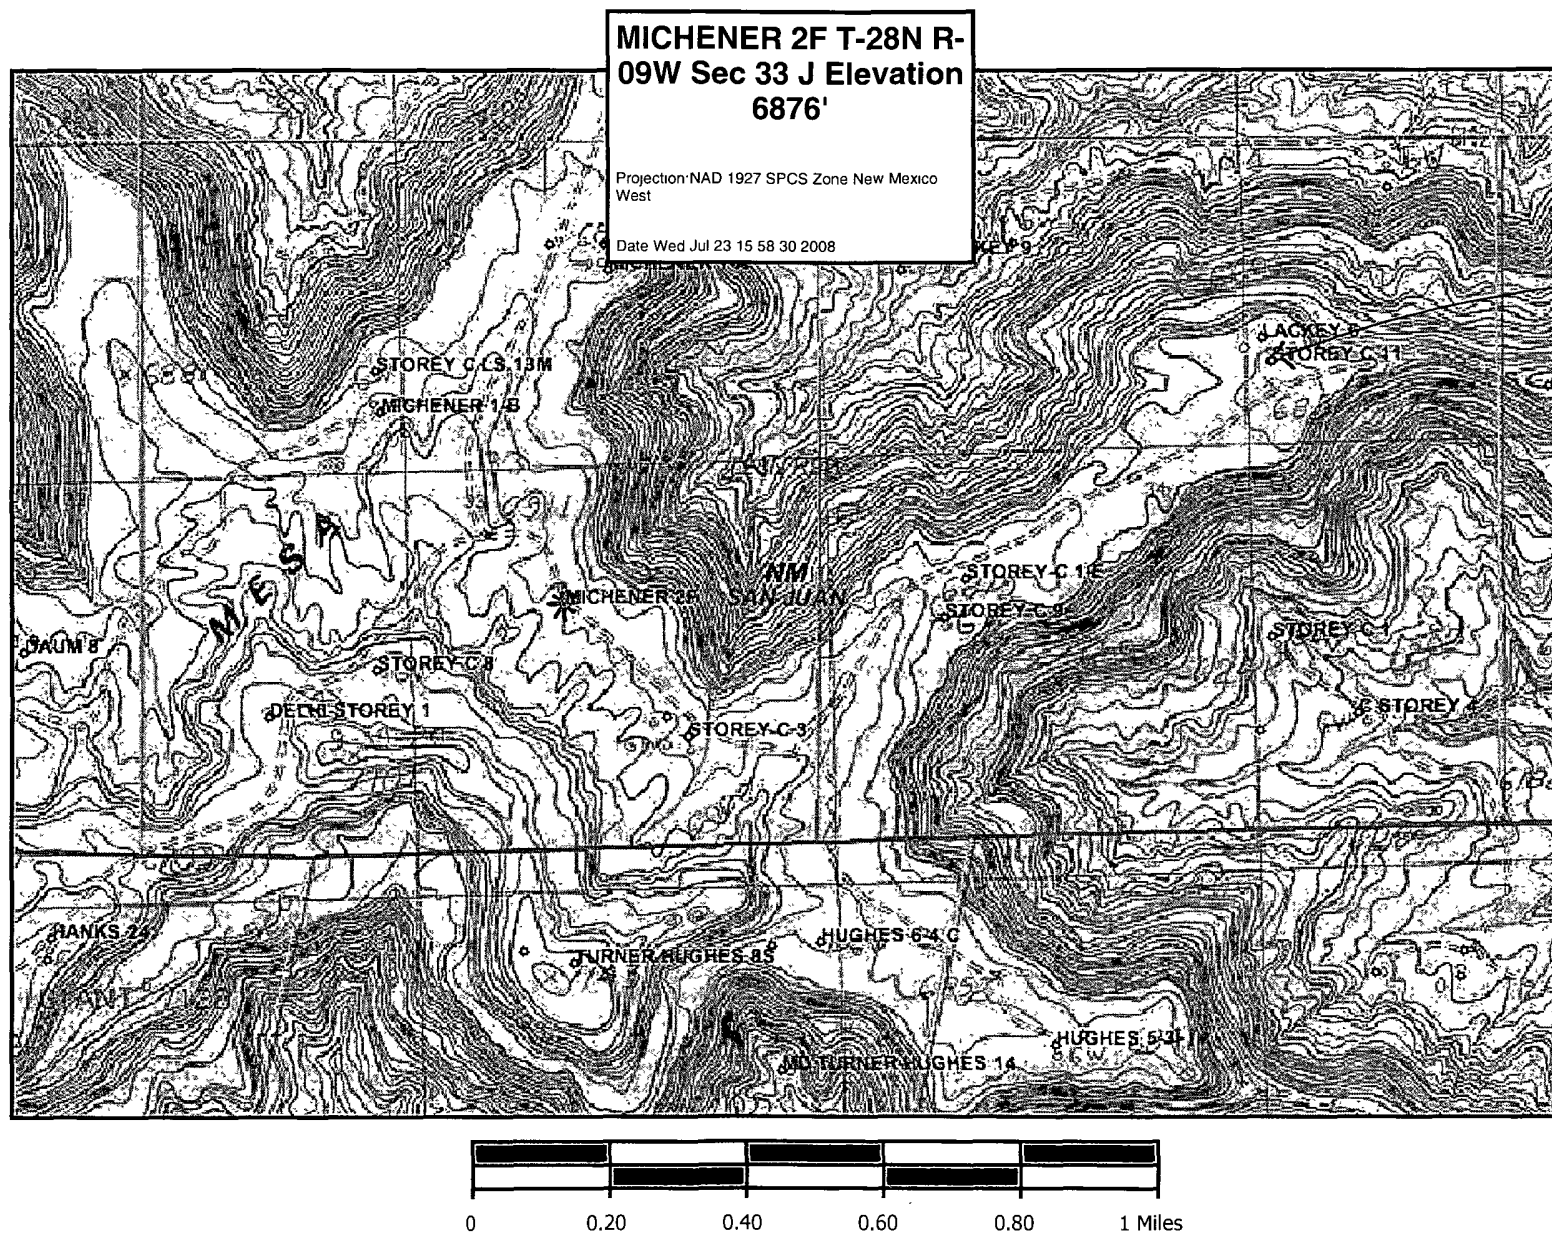 MICHENER 2F T-28N R-
09W Sec 33 J Elevation
6876'
Projection NAD 1927 SPCS Zone New Mexico
West
Date Wed Jul 23 15 58 30 2008
LACKEY 6
STOREY C 11
STOREY C LS 13M
MICHENER 1 B
MESA
NM
SAN JUAN
STOREY C 1E
MICHENER 2F
STOREY C 9
STOREY C 1
DAUM 8
STOREY C 8
DELHI STOREY 1
C STOREY 4
STOREY C 3
HANKS 24
HUGHES 6 4 C
TURNER HUGHES 8S
HUGHES 5
MD TURNER HUGHES 14
0 0.20 0.40 0.60 0.80 1 Miles